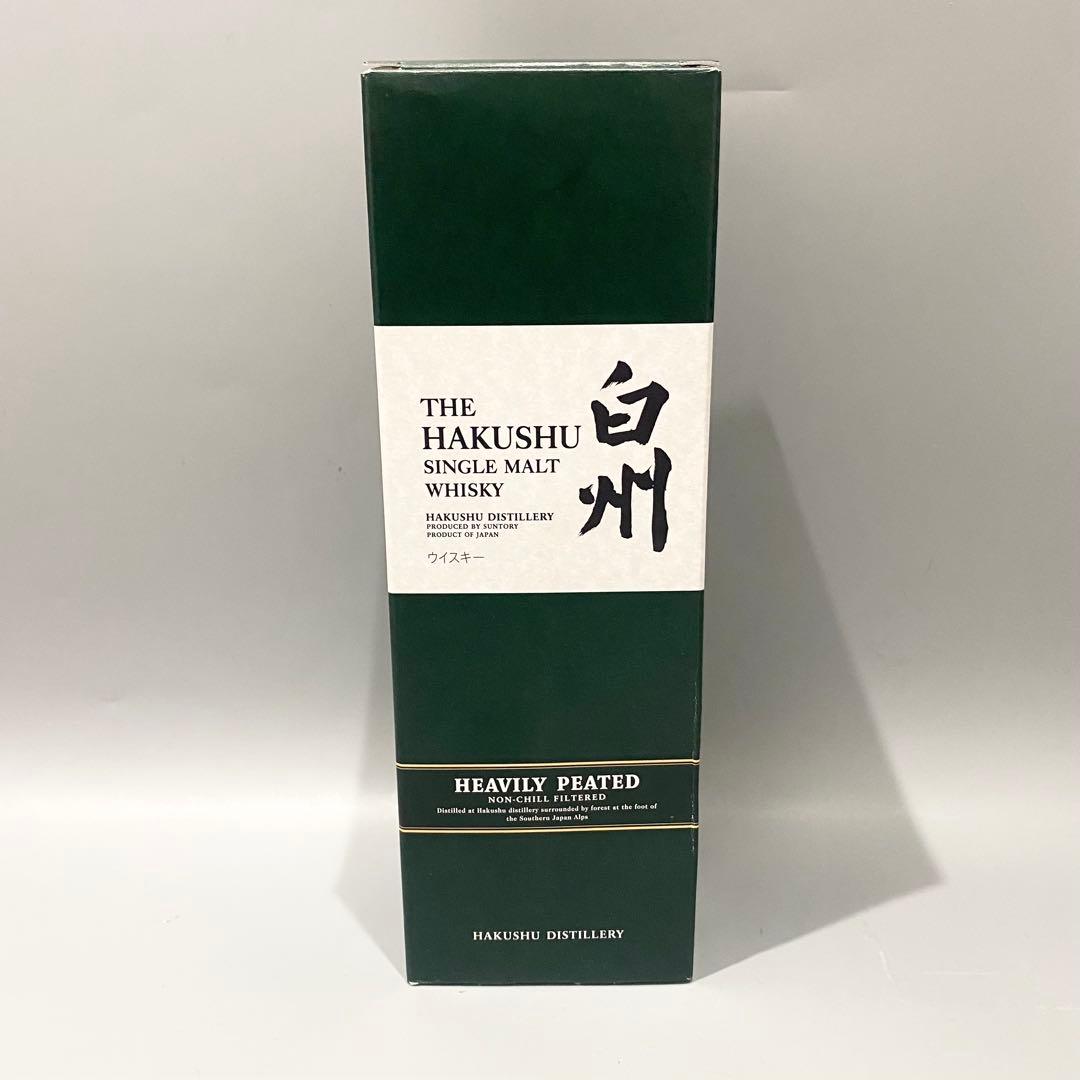 THE
HAKUSHU
SINGLE MALT
WHISKY
HAKUSHU DISTILLERY
PRODUCED BY SUNTORY
PRODUCT OF JAPAN
ウイスキー
白州
HEAVILY PEATED
NON-CHILL FILTERED
Distilled at Hakushu distillery surrounded by forest at the foot of
the Southern Japan Alps
HAKUSHU DISTILLERY